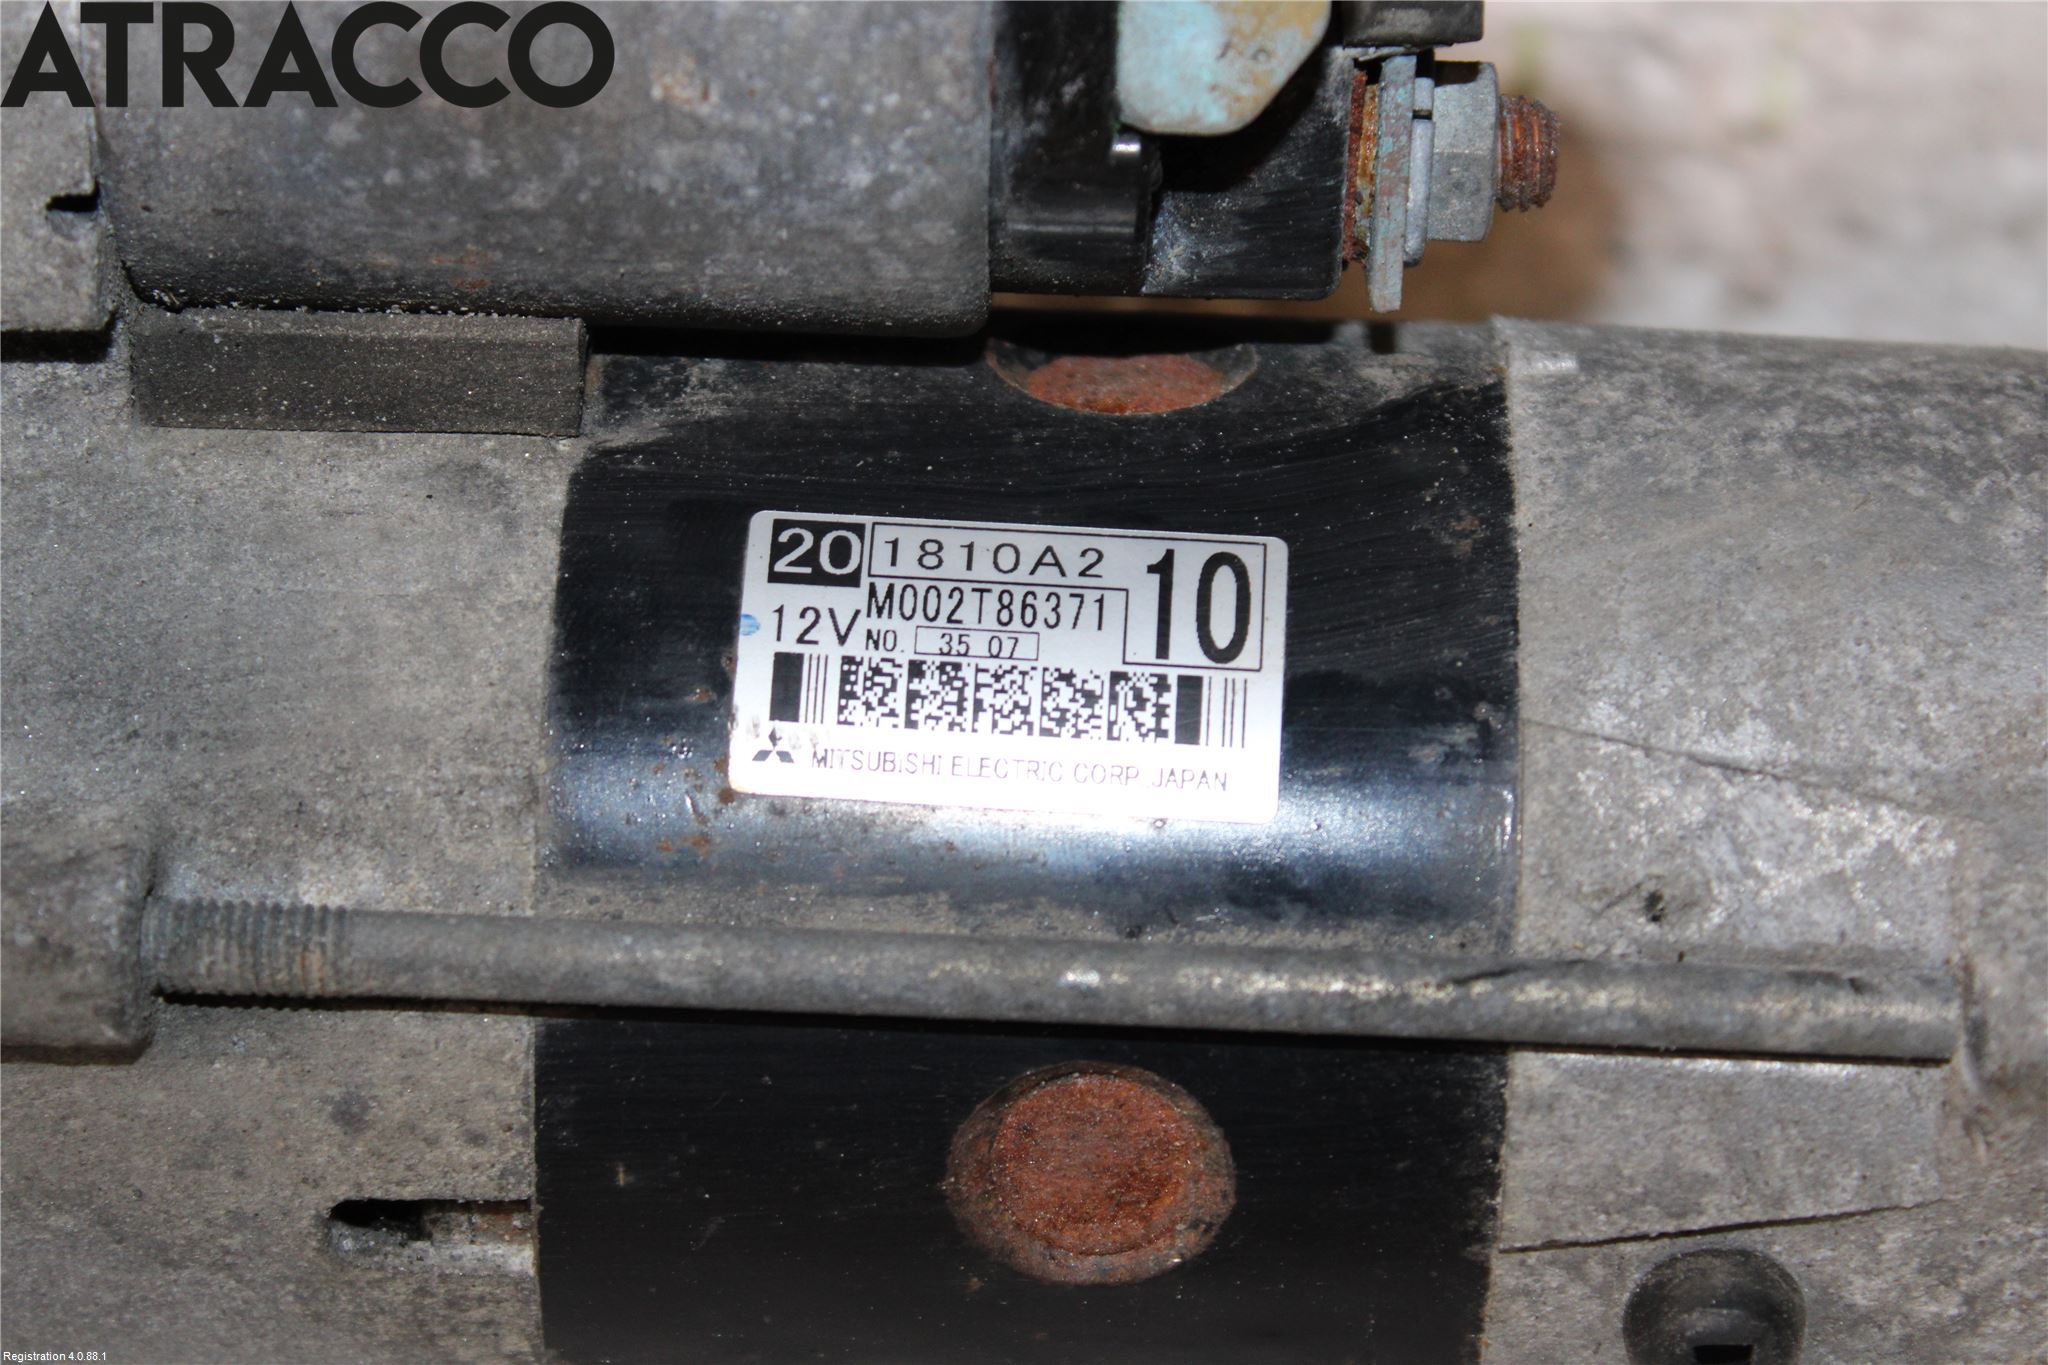 ATRACCO
20 1810A2 10
M002T86371
12V NO. 35 07
MITSUBISHI ELECTRIC CORP. JAPAN
Registration 4.0.88.1